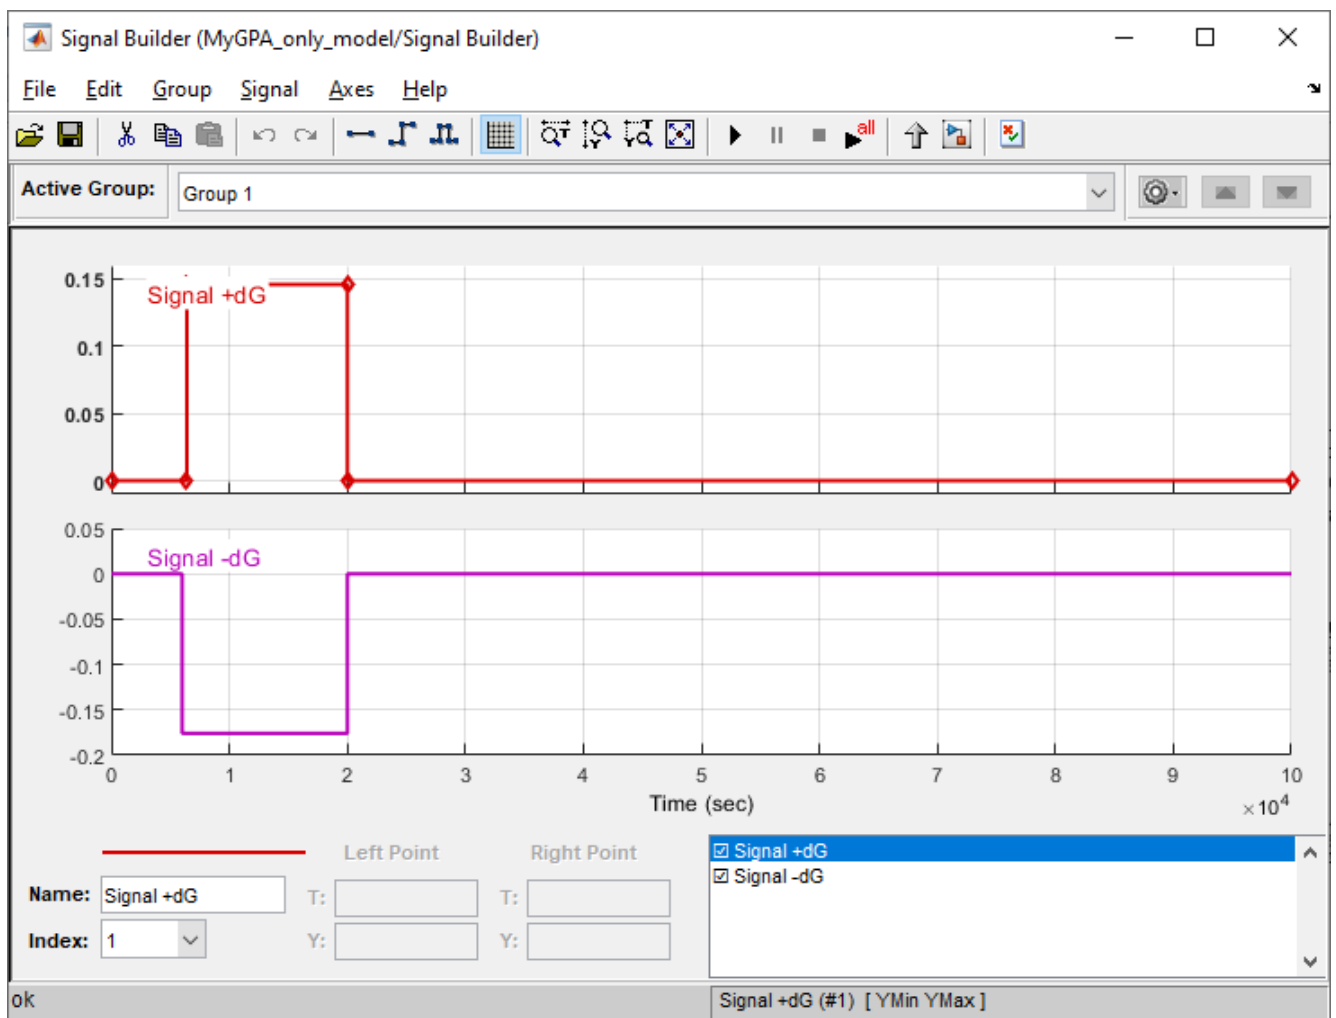 Signal Builder (MyGPA_only_model/Signal Builder)
File Edit Group Signal Axes Help
all
Active Group: Group 1
0.15
Signal +dG
0.1
0.05
0
0.05
Signal -dG
0
-0.05
-0.1
-0.15
-0.2
0 1 2 3 4 5 6 7 8 9 10
Time (sec)
×10⁴
Left Point Right Point
Name: Signal +dG T: T:
Index: 1 Y: Y:
Signal +dG
Signal -dG
ok
Signal +dG (#1) [ YMin YMax ]